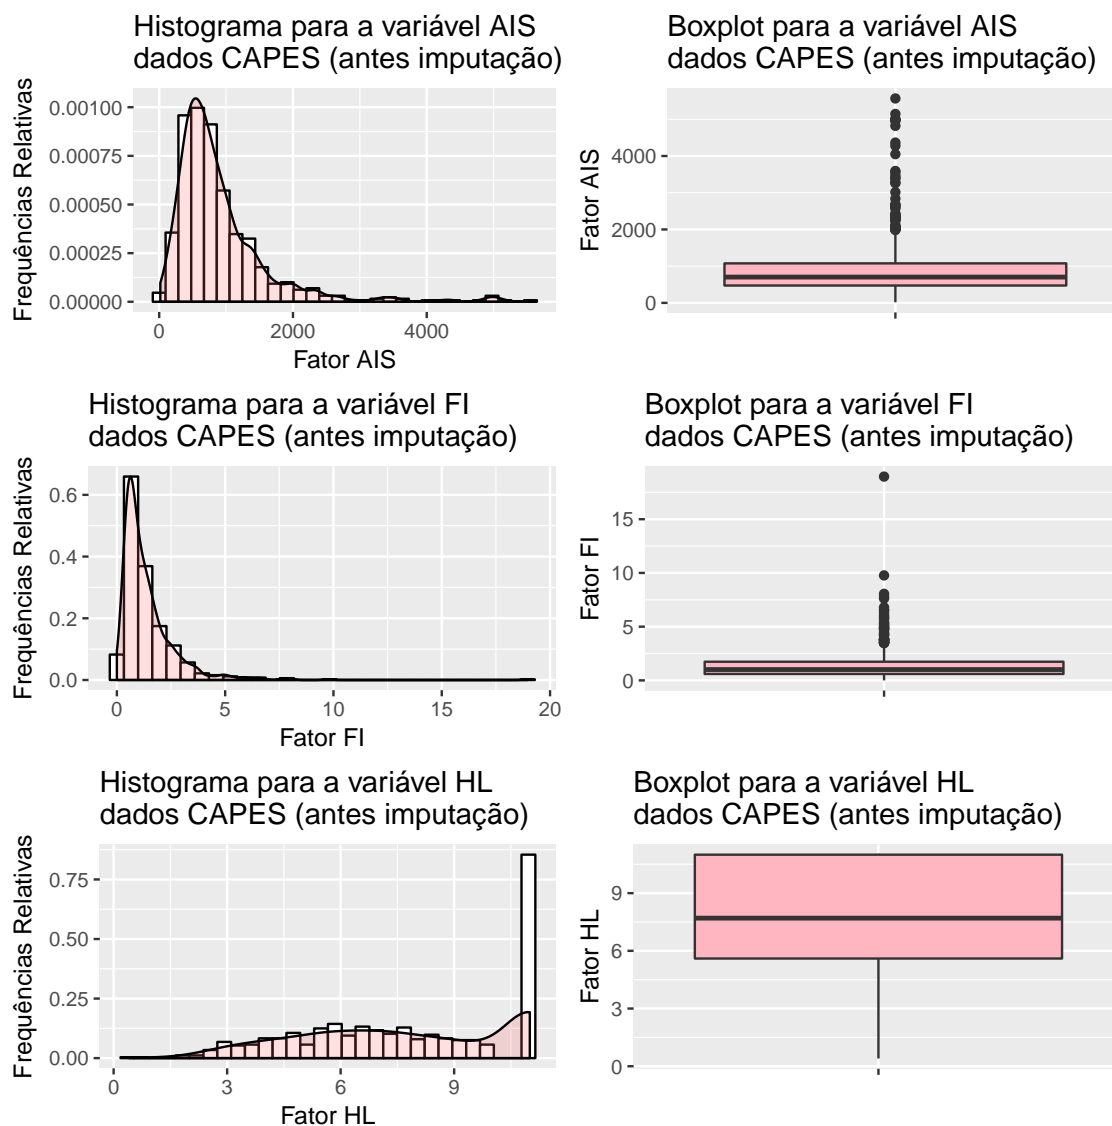 Histograma para a variável AIS
dados CAPES (antes imputação)
Frequências Relativas
0.00100
0.00075
0.00050
0.00025
0.00000
0 2000 4000
Fator AIS
Boxplot para a variável AIS
dados CAPES (antes imputação)
Fator AIS
4000
2000
0
Histograma para a variável FI
dados CAPES (antes imputação)
Frequências Relativas
0.6
0.4
0.2
0.0
0 5 10 15 20
Fator FI
Boxplot para a variável FI
dados CAPES (antes imputação)
Fator FI
15
10
5
0
Histograma para a variável HL
dados CAPES (antes imputação)
Frequências Relativas
0.75
0.50
0.25
0.00
0 3 6 9
Fator HL
Boxplot para a variável HL
dados CAPES (antes imputação)
Fator HL
9
6
3
0